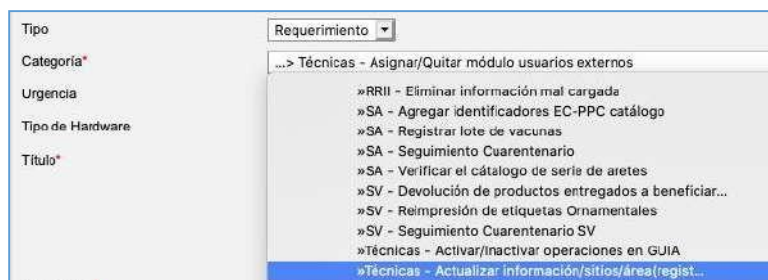 Tipo
Requerimiento
Categoría*
...> Técnicas - Asignar/Quitar módulo usuarios externos
Urgencia
»RRII - Eliminar información mal cargada
»SA - Agregar identificadores EC-PPC catálogo
Tipo de Hardware
»SA - Registrar lote de vacunas
»SA - Seguimiento Cuarentenario
Título*
»SA - Verificar el cátalogo de serie de aretes
»SV - Devolución de productos entregados a beneficiar...
»SV - Reimpresión de etiquetas Ornamentales
»SV - Seguimiento Cuarentenario SV
»Técnicas - Activar/Inactivar operaciones en GUIA
»Técnicas - Actualizar información/sitios/área(regist...